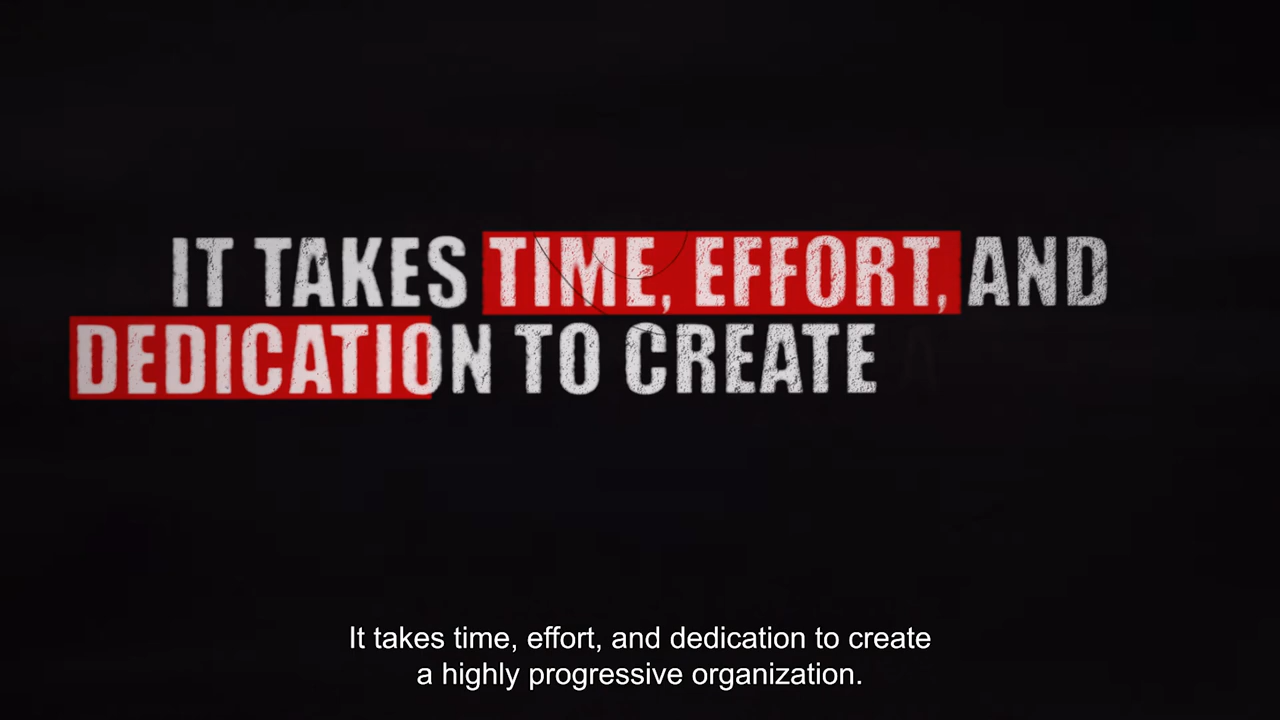 IT TAKES TIME, EFFORT, AND
DEDICATION TO CREATE A
It takes time, effort, and dedication to create
a highly progressive organization.